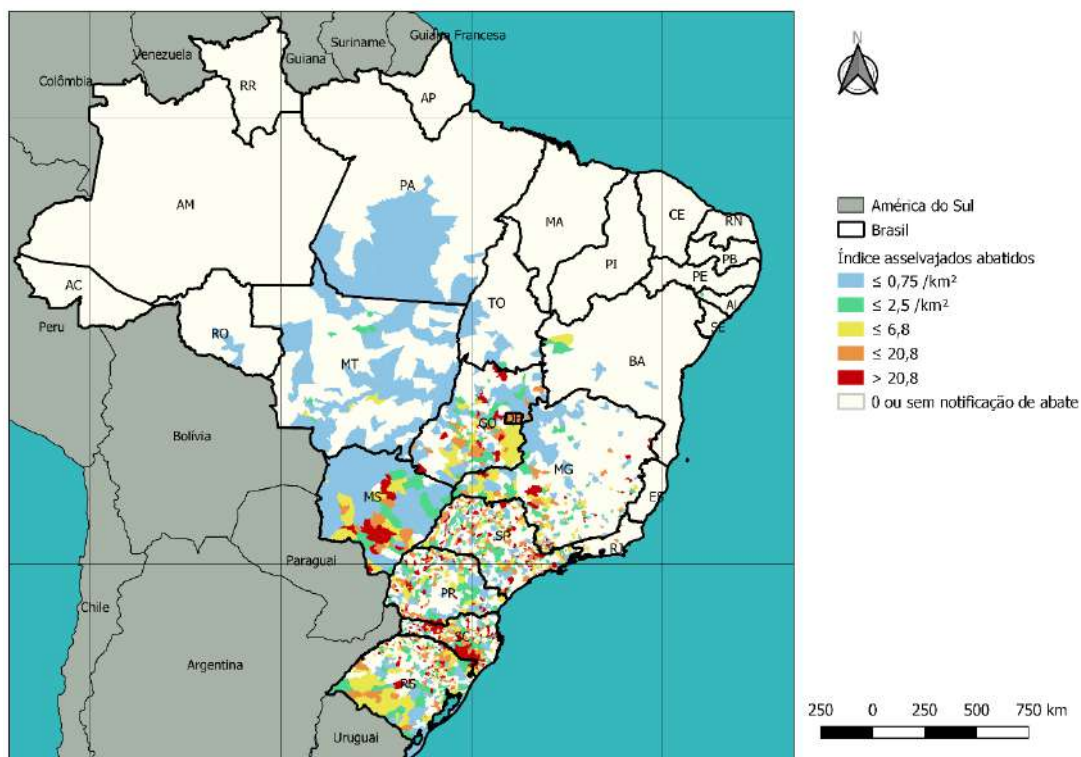 Suriname
Guiana Francesa
Venezuela
Guiana
Colômbia
RR
AP
N
AM
PA
MA
CE
RN
PB
PI
PE
AL
SE
AC
TO
RO
BA
Peru
MT
GO
DF
Bolívia
MG
ES
MS
SP
RJ
Paraguai
PR
Chile
SC
Argentina
RS
Uruguai
América do Sul
Brasil
Índice asselvajados abatidos
≤ 0,75 /km²
≤ 2,5 /km²
≤ 6,8
≤ 20,8
> 20,8
0 ou sem notificação de abate
250 0 250 500 750 km